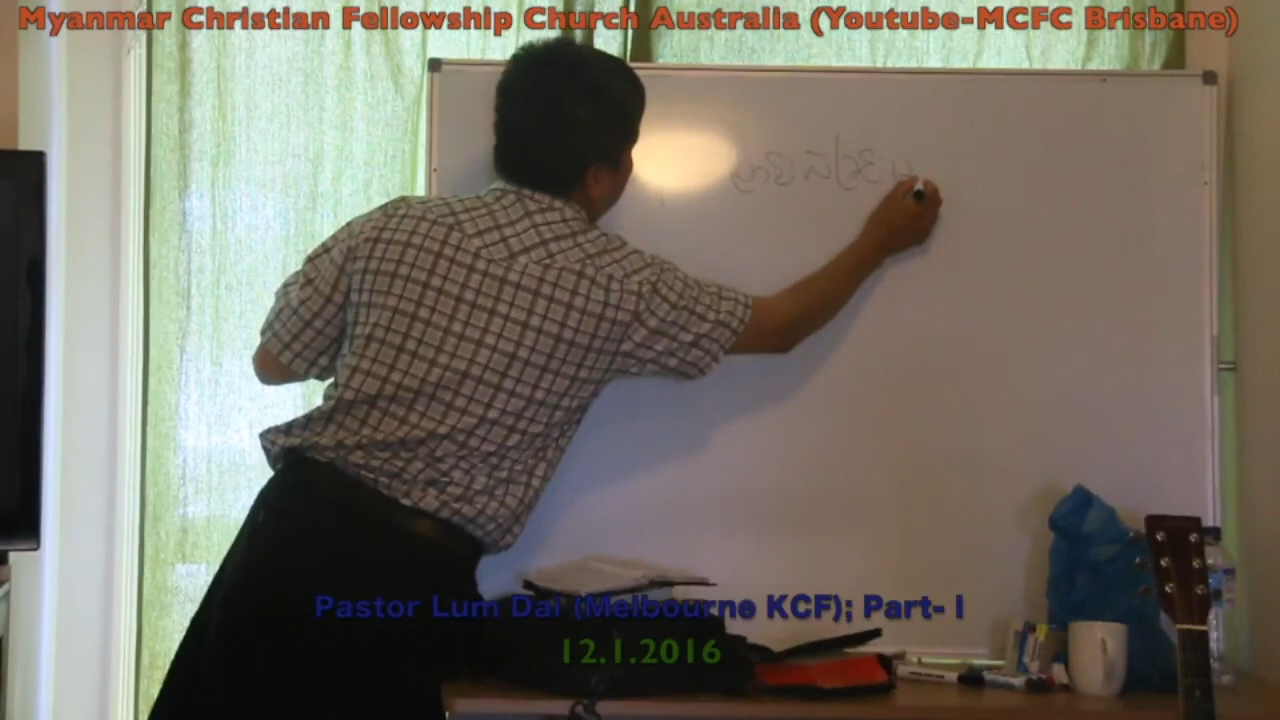 Myanmar Christian Fellowship Church Australia (Youtube-MCFC Brisbane)
Pastor Lum Dai (Melbourne KCF); Part- I
12.1.2016